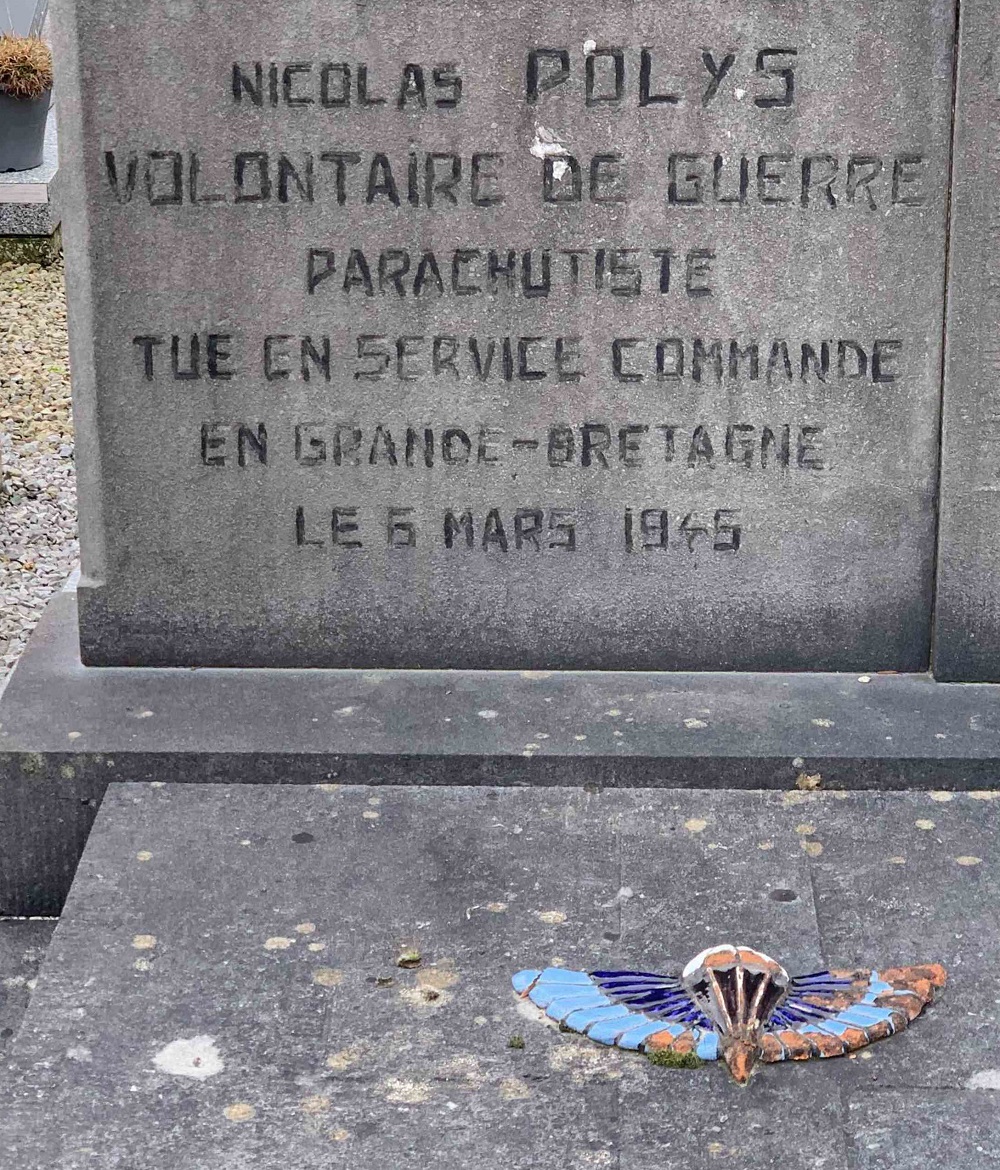 NICOLAS POLYS
VOLONTAIRE DE GUERRE
PARACHUTISTE
TUE EN SERVICE COMMANDE
EN GRANDE-BRETAGNE
LE 6 MARS 1945